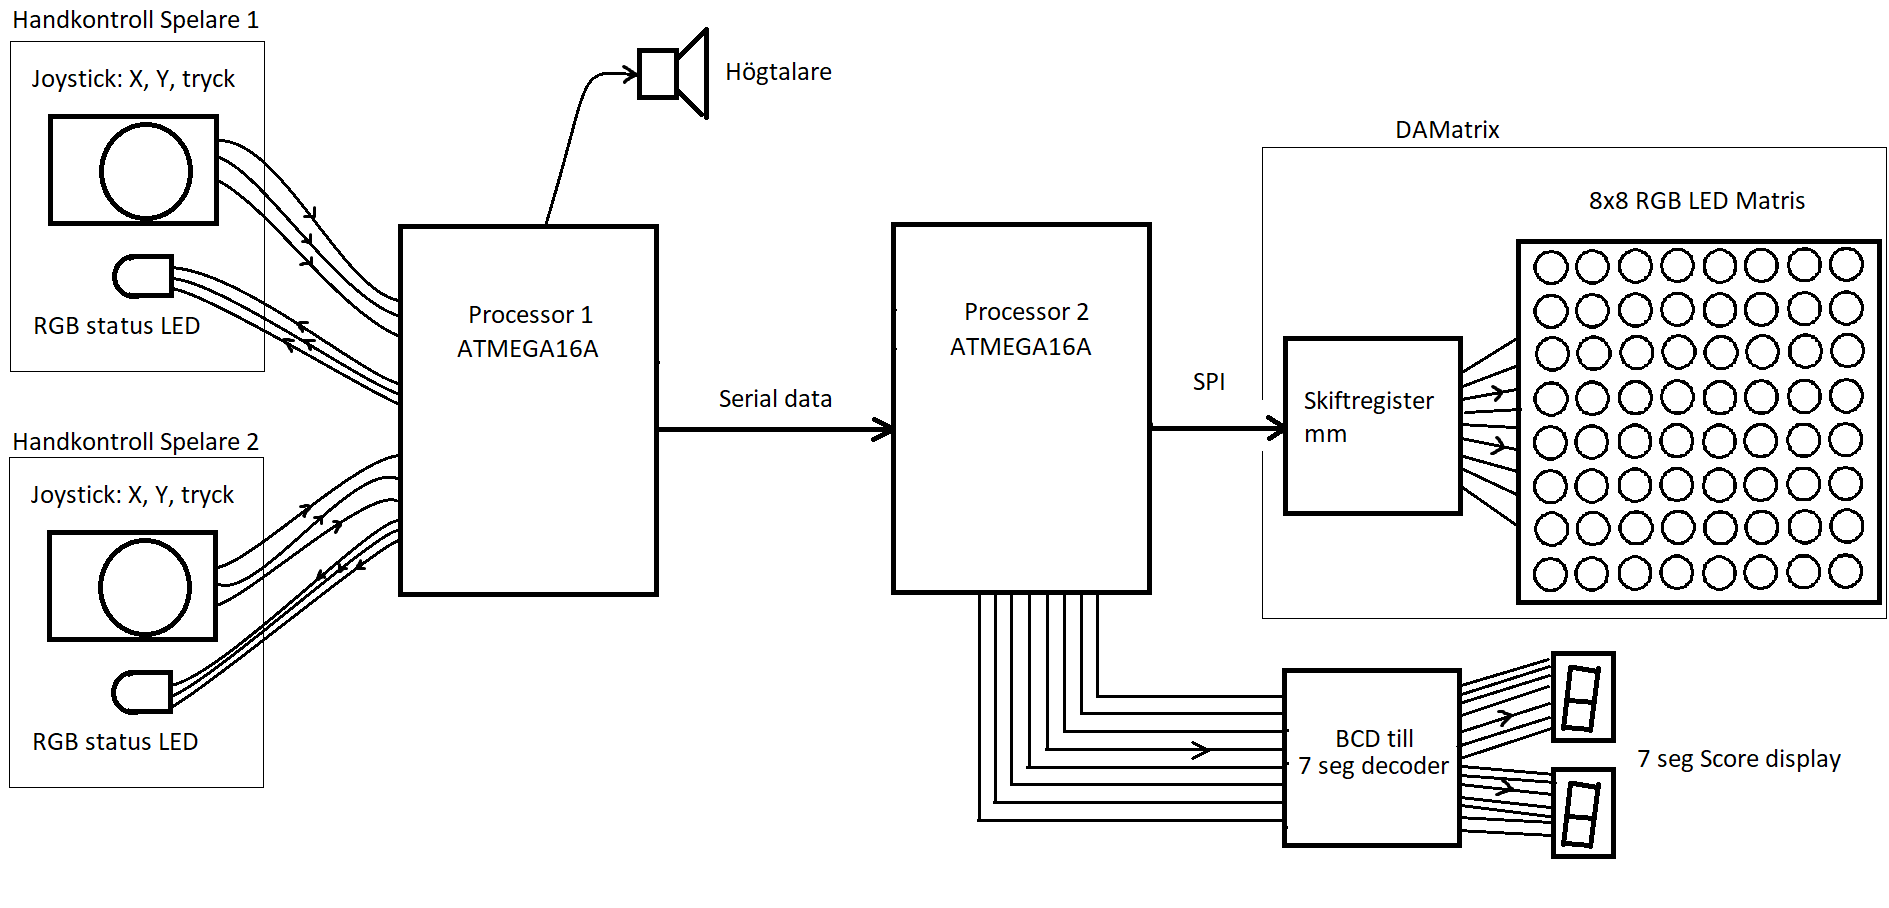 Handkontroll Spelare 1
Joystick: X, Y, tryck
RGB status LED
Handkontroll Spelare 2
Joystick: X, Y, tryck
RGB status LED
Högtalare
Processor 1
ATMEGA16A
Serial data
Processor 2
ATMEGA16A
SPI
DAMatrix
8x8 RGB LED Matris
Skiftregister
mm
BCD till
7 seg decoder
7 seg Score display